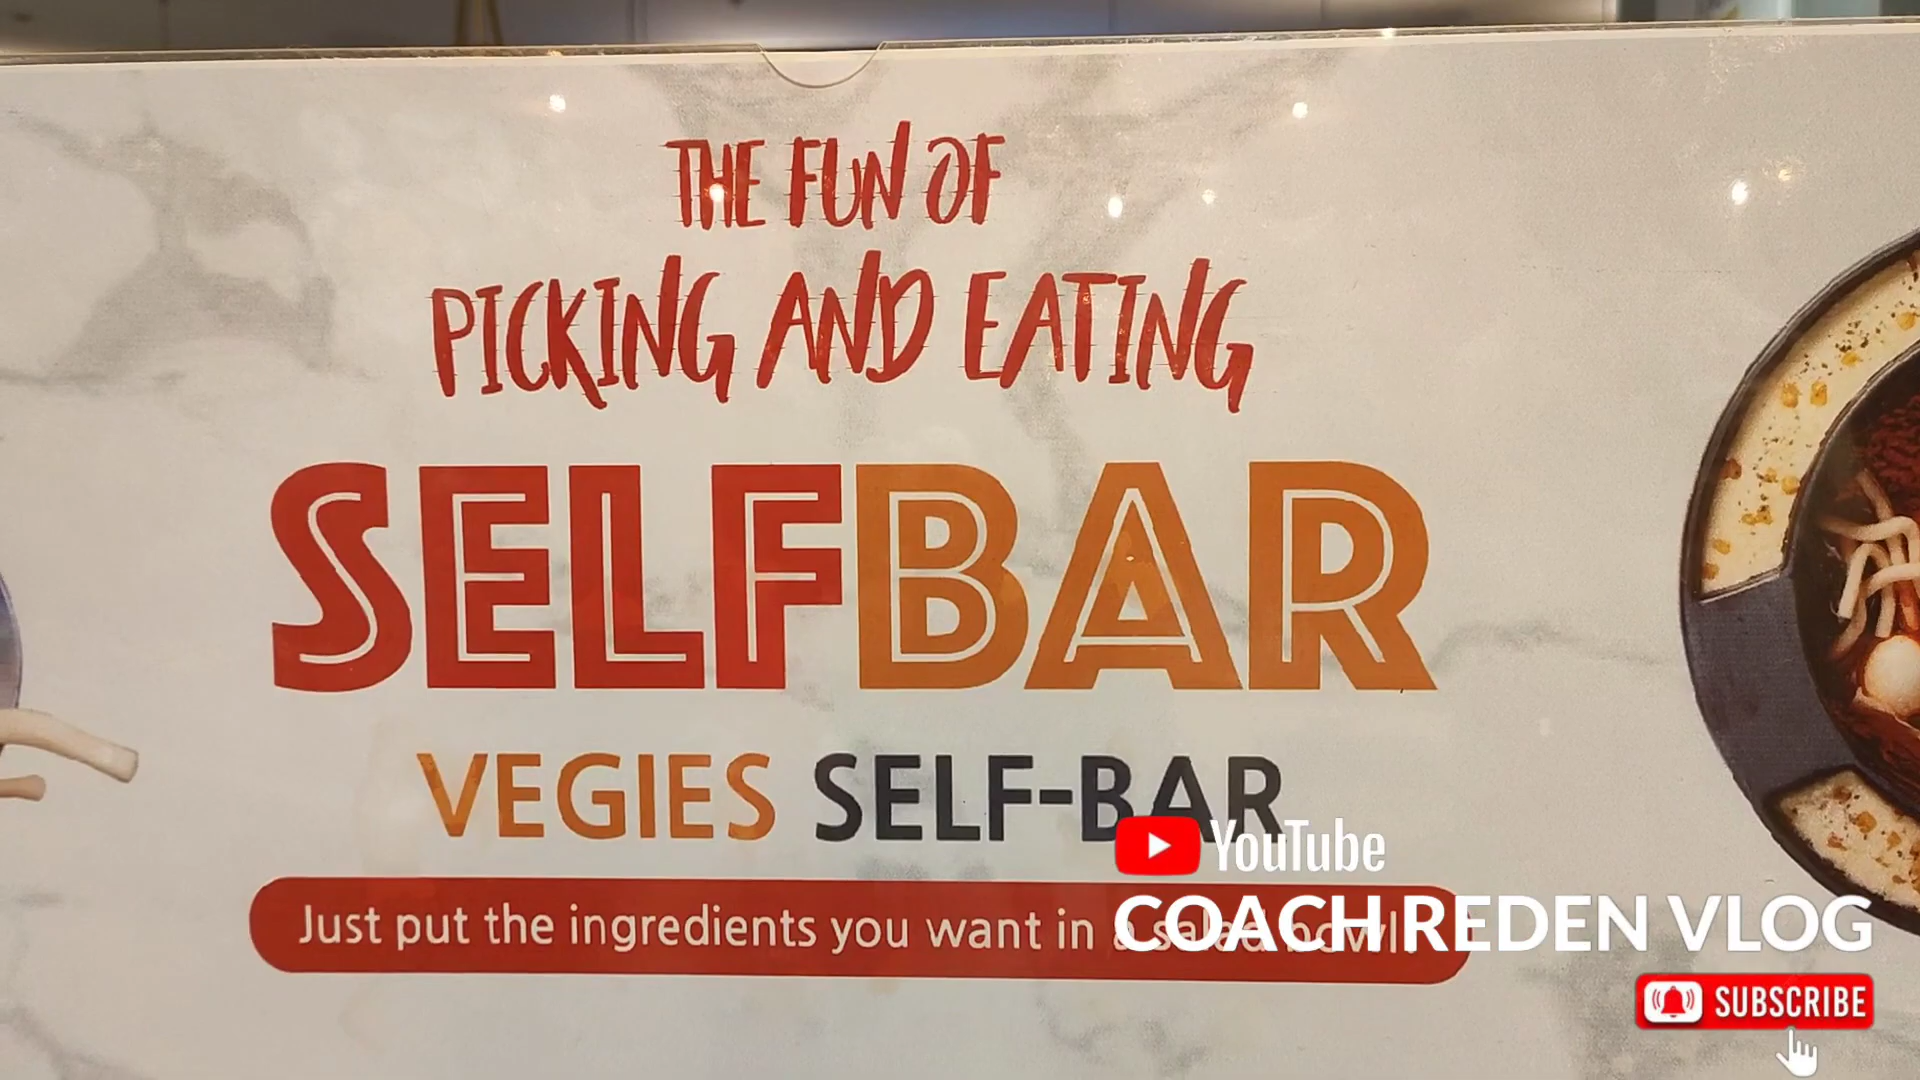 THE FUN OF
PICKING AND EATING
SELFBAR
VEGIES SELF-BAR
Just put the ingredients you want in a salad bowl!
YouTube
COACH REDEN VLOG
SUBSCRIBE